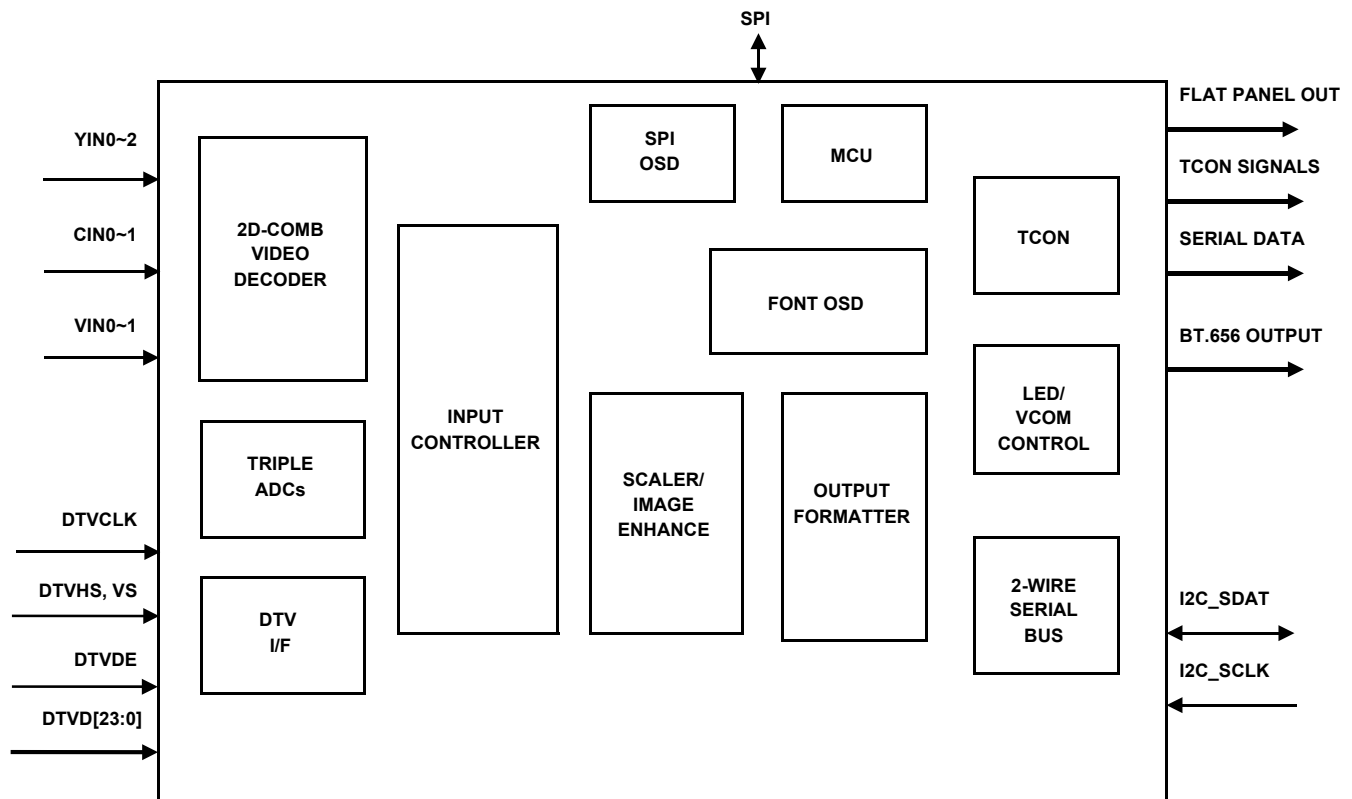 SPI
YIN0~2
CIN0~1
VIN0~1
DTVCLK
DTVHS, VS
DTVDE
DTVD[23:0]
2D-COMB
VIDEO
DECODER
TRIPLE
ADCs
DTV
I/F
INPUT
CONTROLLER
SPI
OSD
MCU
FONT OSD
SCALER/
IMAGE
ENHANCE
OUTPUT
FORMATTER
TCON
LED/
VCOM
CONTROL
2-WIRE
SERIAL
BUS
FLAT PANEL OUT
TCON SIGNALS
SERIAL DATA
BT.656 OUTPUT
I2C_SDAT
I2C_SCLK